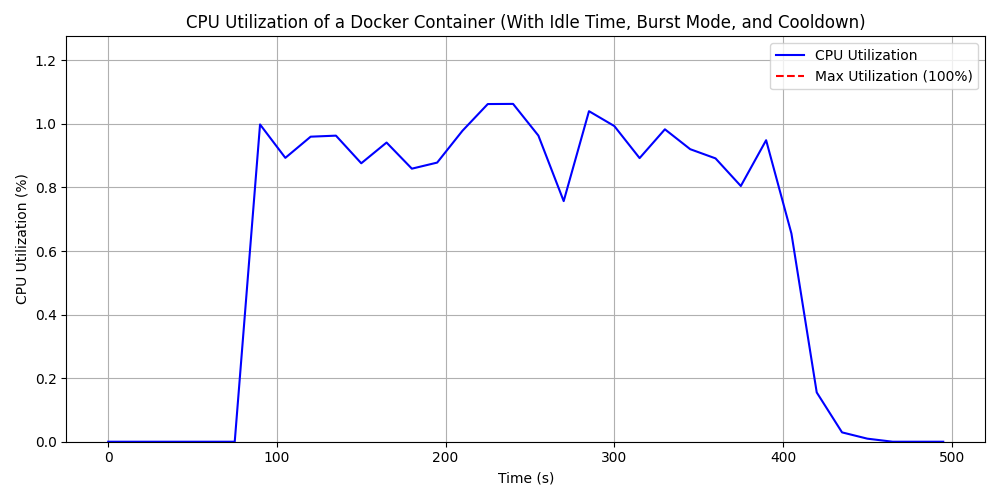 CPU Utilization of a Docker Container (With Idle Time, Burst Mode, and Cooldown)
CPU Utilization
Max Utilization (100%)
CPU Utilization (%)
1.2
1.0
0.8
0.6
0.4
0.2
0.0
0 100 200 300 400 500
Time (s)